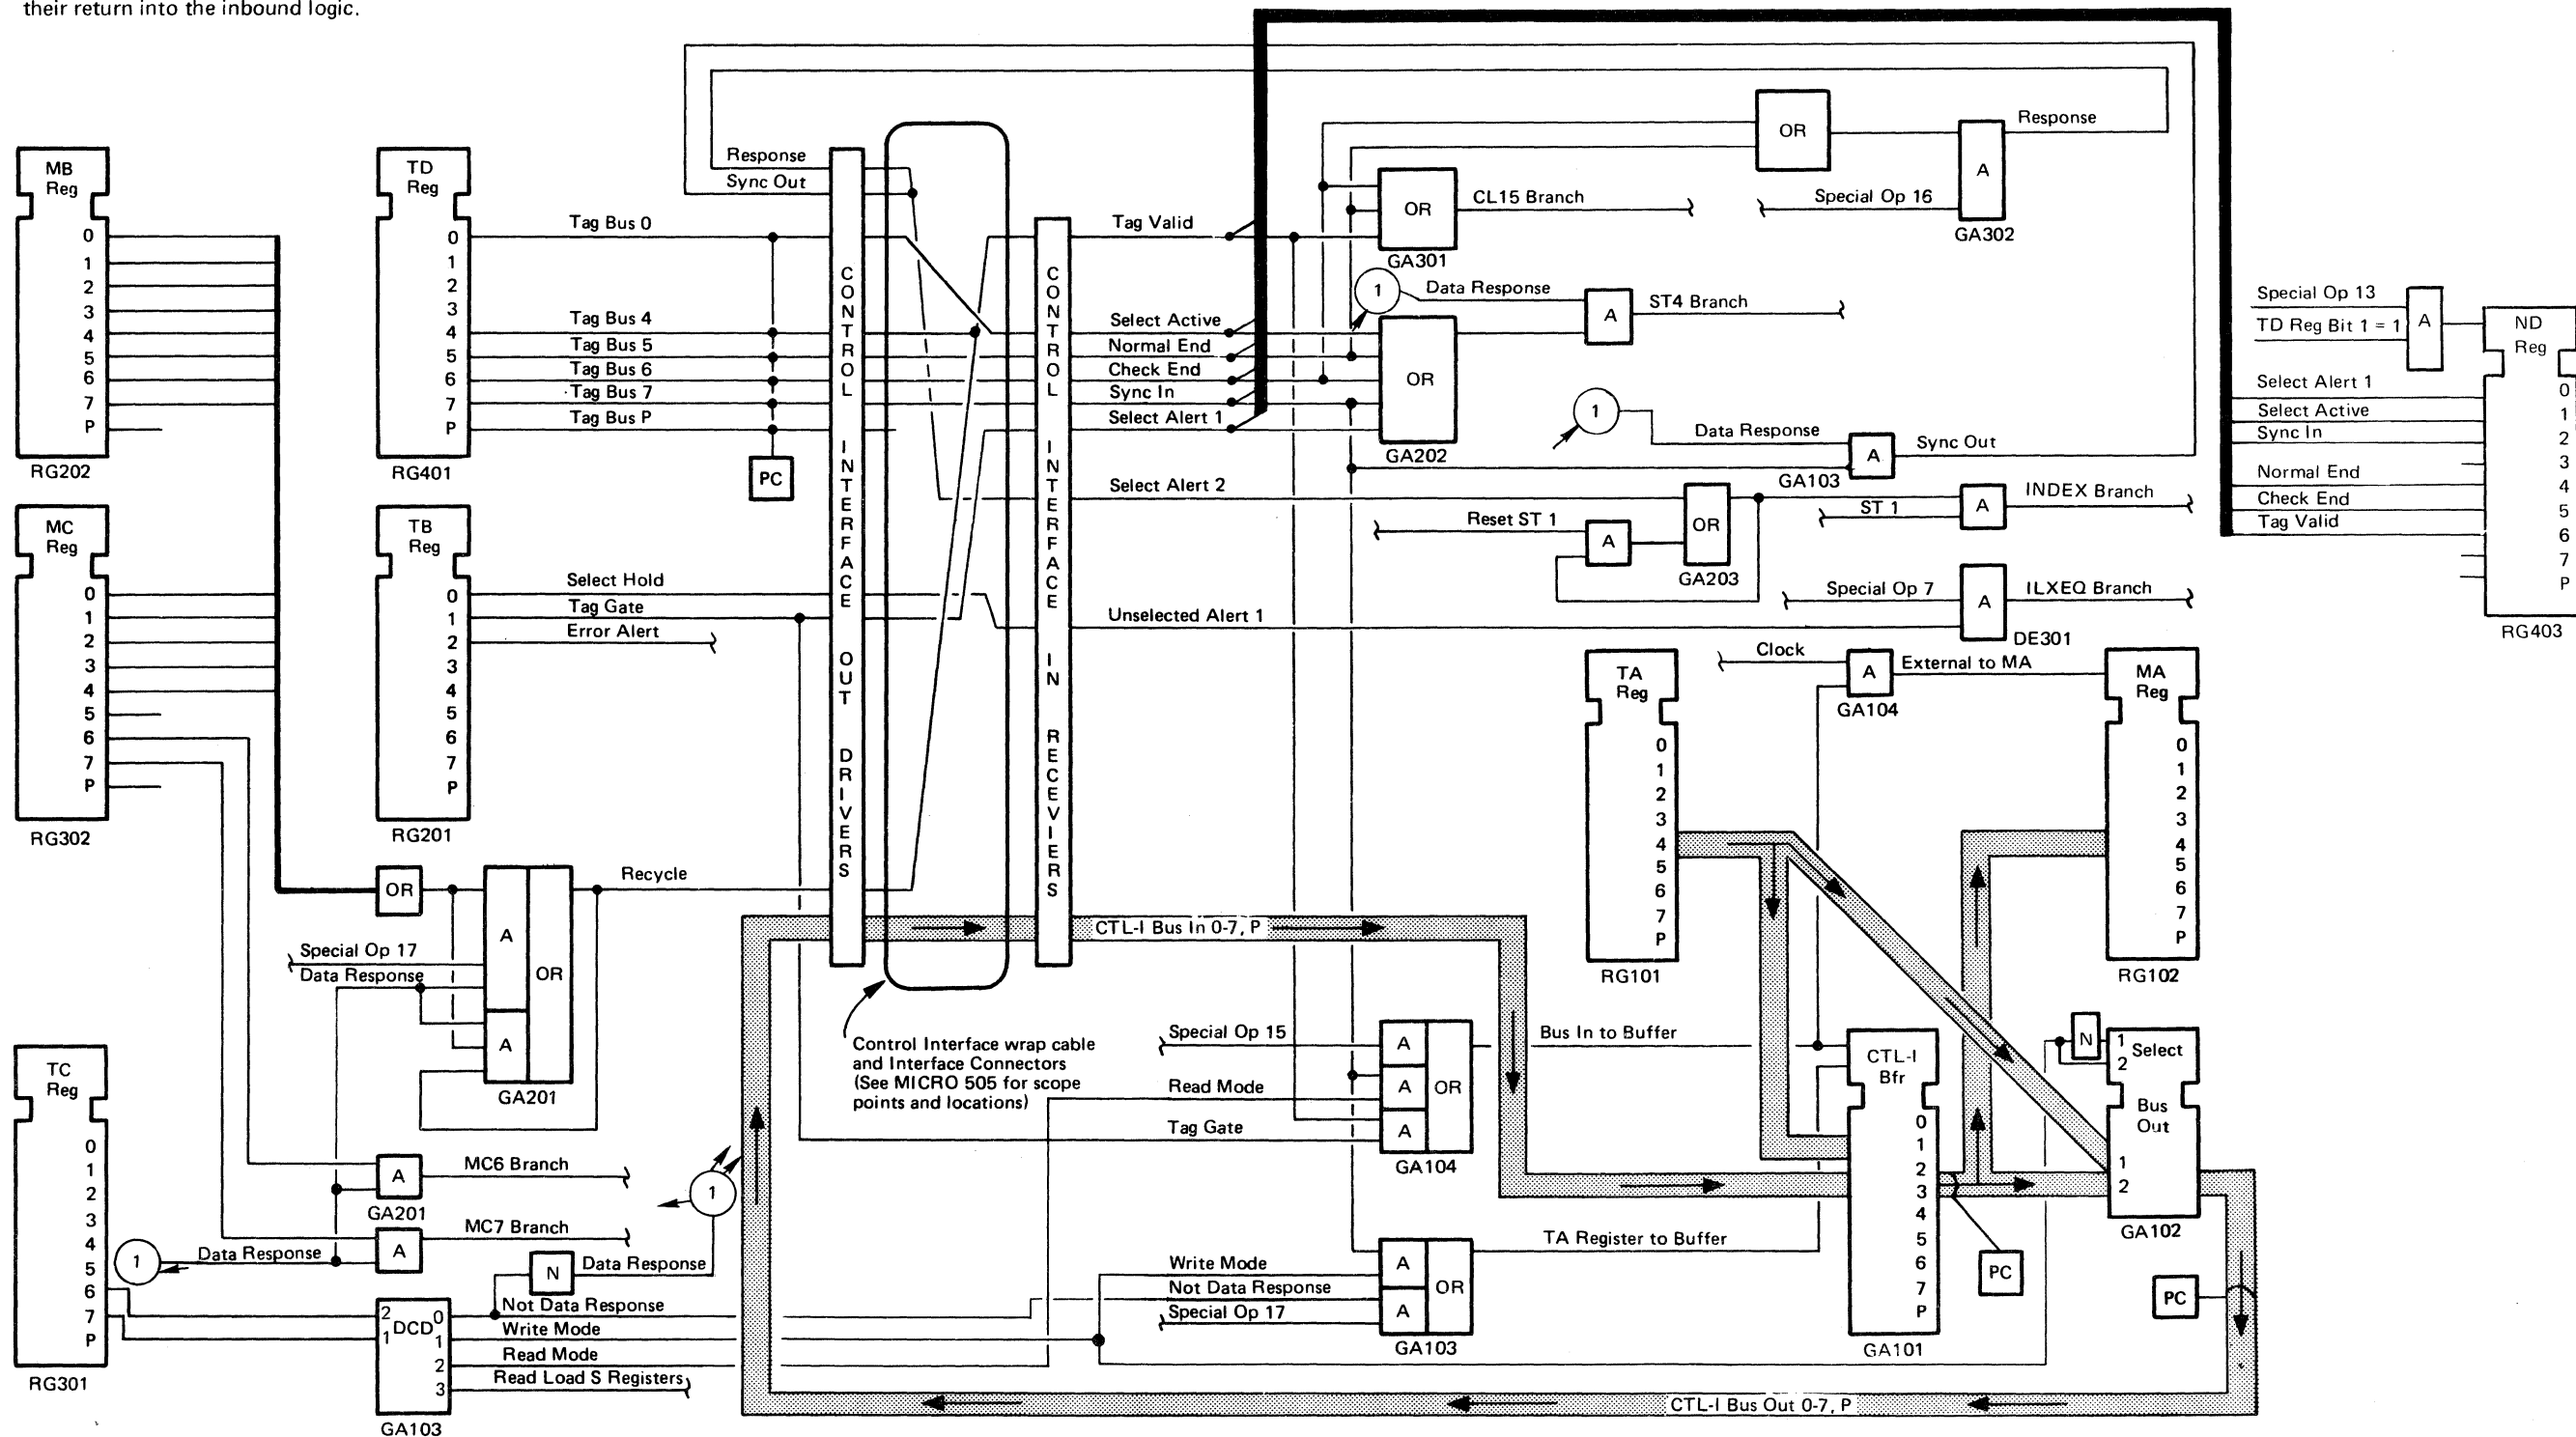 their return into the inbound logic.
MB
Reg
0
1
2
3
4
5
6
7
P
RG202
MC
Reg
0
1
2
3
4
5
6
7
P
RG302
TC
Reg
0
1
2
3
4
5
6
7
P
RG301
TD
Reg
0
1
2
3
4
5
6
7
P
RG401
TB
Reg
0
1
2
3
4
5
6
7
P
RG201
Tag Bus 0
Tag Bus 4
Tag Bus 5
Tag Bus 6
Tag Bus 7
Tag Bus P
PC
Select Hold
Tag Gate
Error Alert
Response
Sync Out
CONTROL INTERFACE OUT DRIVERS
CONTROL INTERFACE IN RECEVIERS
OR
A
OR
A
GA201
Recycle
Special Op 17
Data Response
A
GA201
MC6 Branch
A
MC7 Branch
1
Data Response
N
Data Response
1
2
1
DCD
0
1
2
3
GA103
Not Data Response
Write Mode
Read Mode
Read Load S Registers
Control Interface wrap cable
and Interface Connectors
(See MICRO 505 for scope
points and locations)
Tag Valid
Select Active
Normal End
Check End
Sync In
Select Alert 1
Select Alert 2
Unselected Alert 1
CTL-I Bus In 0-7, P
OR
GA301
CL15 Branch
OR
A
Response
Special Op 16
GA302
1
Data Response
A
ST4 Branch
OR
GA202
1
Data Response
A
Sync Out
GA103
Reset ST 1
A
OR
GA203
ST 1
A
INDEX Branch
Special Op 7
A
ILXEQ Branch
DE301
Special Op 13
TD Reg Bit 1 = 1
A
ND
Reg
Select Alert 1
Select Active
Sync In
Normal End
Check End
Tag Valid
0
1
2
3
4
5
6
7
P
RG403
TA
Reg
0
1
2
3
4
5
6
7
P
RG101
Clock
A
External to MA
GA104
MA
Reg
0
1
2
3
4
5
6
7
P
RG102
Special Op 15
Read Mode
Tag Gate
A
A
A
OR
GA104
Bus In to Buffer
Write Mode
Not Data Response
Special Op 17
A
A
OR
GA103
TA Register to Buffer
CTL-I
Bfr
0
1
2
3
4
5
6
7
P
GA101
PC
N
1
2
Select
Bus
Out
1
2
GA102
PC
CTL-I Bus Out 0-7, P